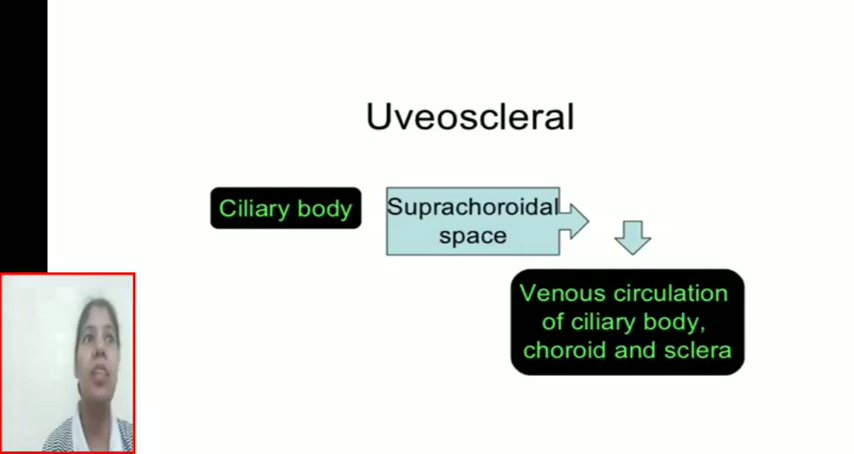 Uveoscleral
Ciliary body
Suprachoroidal
space
Venous circulation
of ciliary body,
choroid and sclera